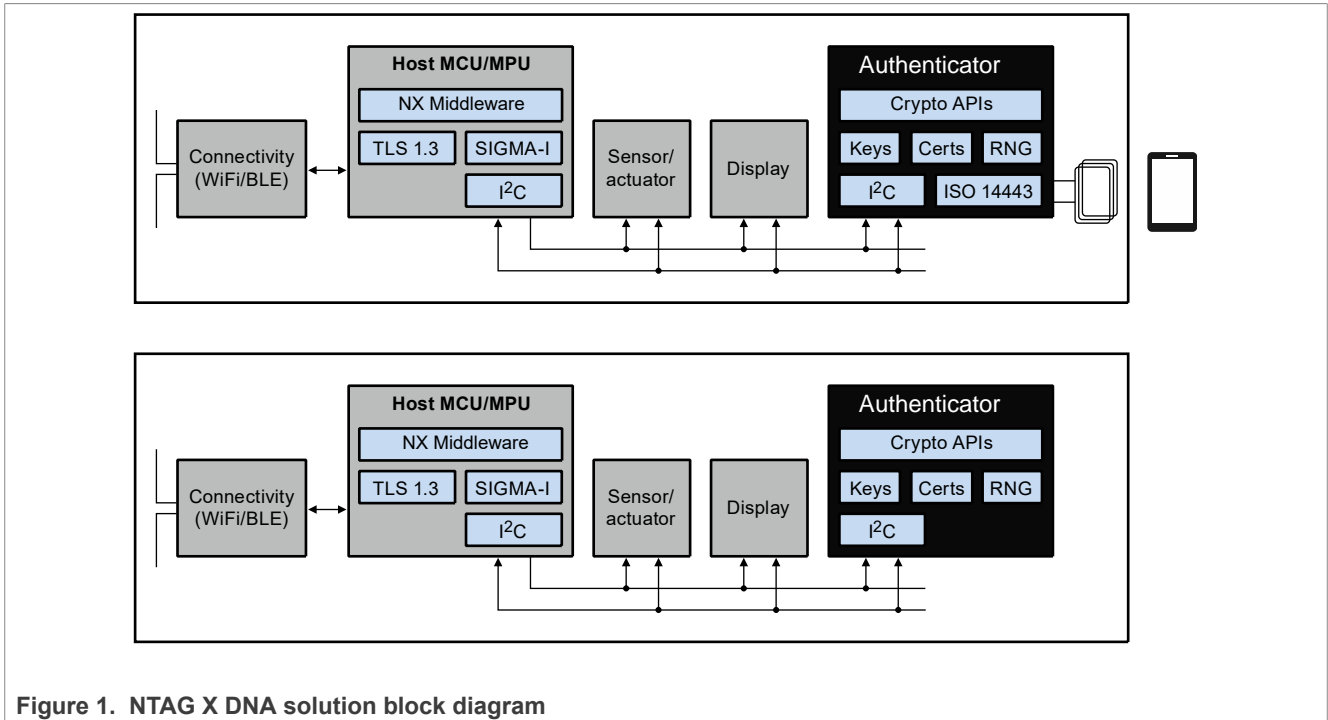 Host MCU/MPU
NX Middleware
TLS 1.3
SIGMA-I
I2C
Connectivity
(WiFi/BLE)
Sensor/
actuator
Display
Authenticator
Crypto APIs
Keys
Certs
RNG
I2C
ISO 14443
Host MCU/MPU
NX Middleware
TLS 1.3
SIGMA-I
I2C
Connectivity
(WiFi/BLE)
Sensor/
actuator
Display
Authenticator
Crypto APIs
Keys
Certs
RNG
I2C
Figure 1. NTAG X DNA solution block diagram